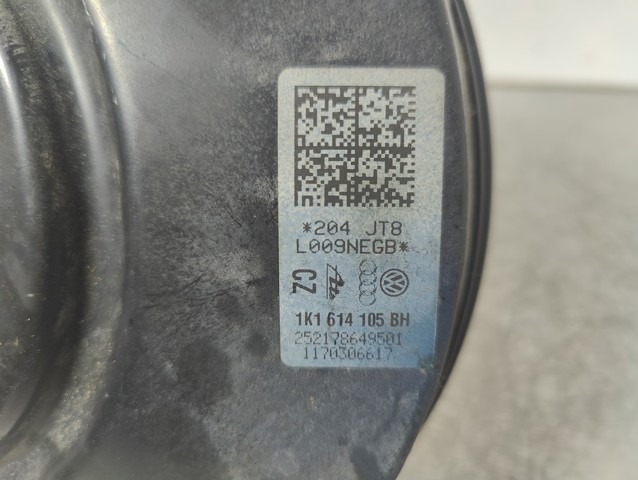 *204 JT8
L009NEGB*
CZ
1K1 614 105 BH
252178649501
1170306617